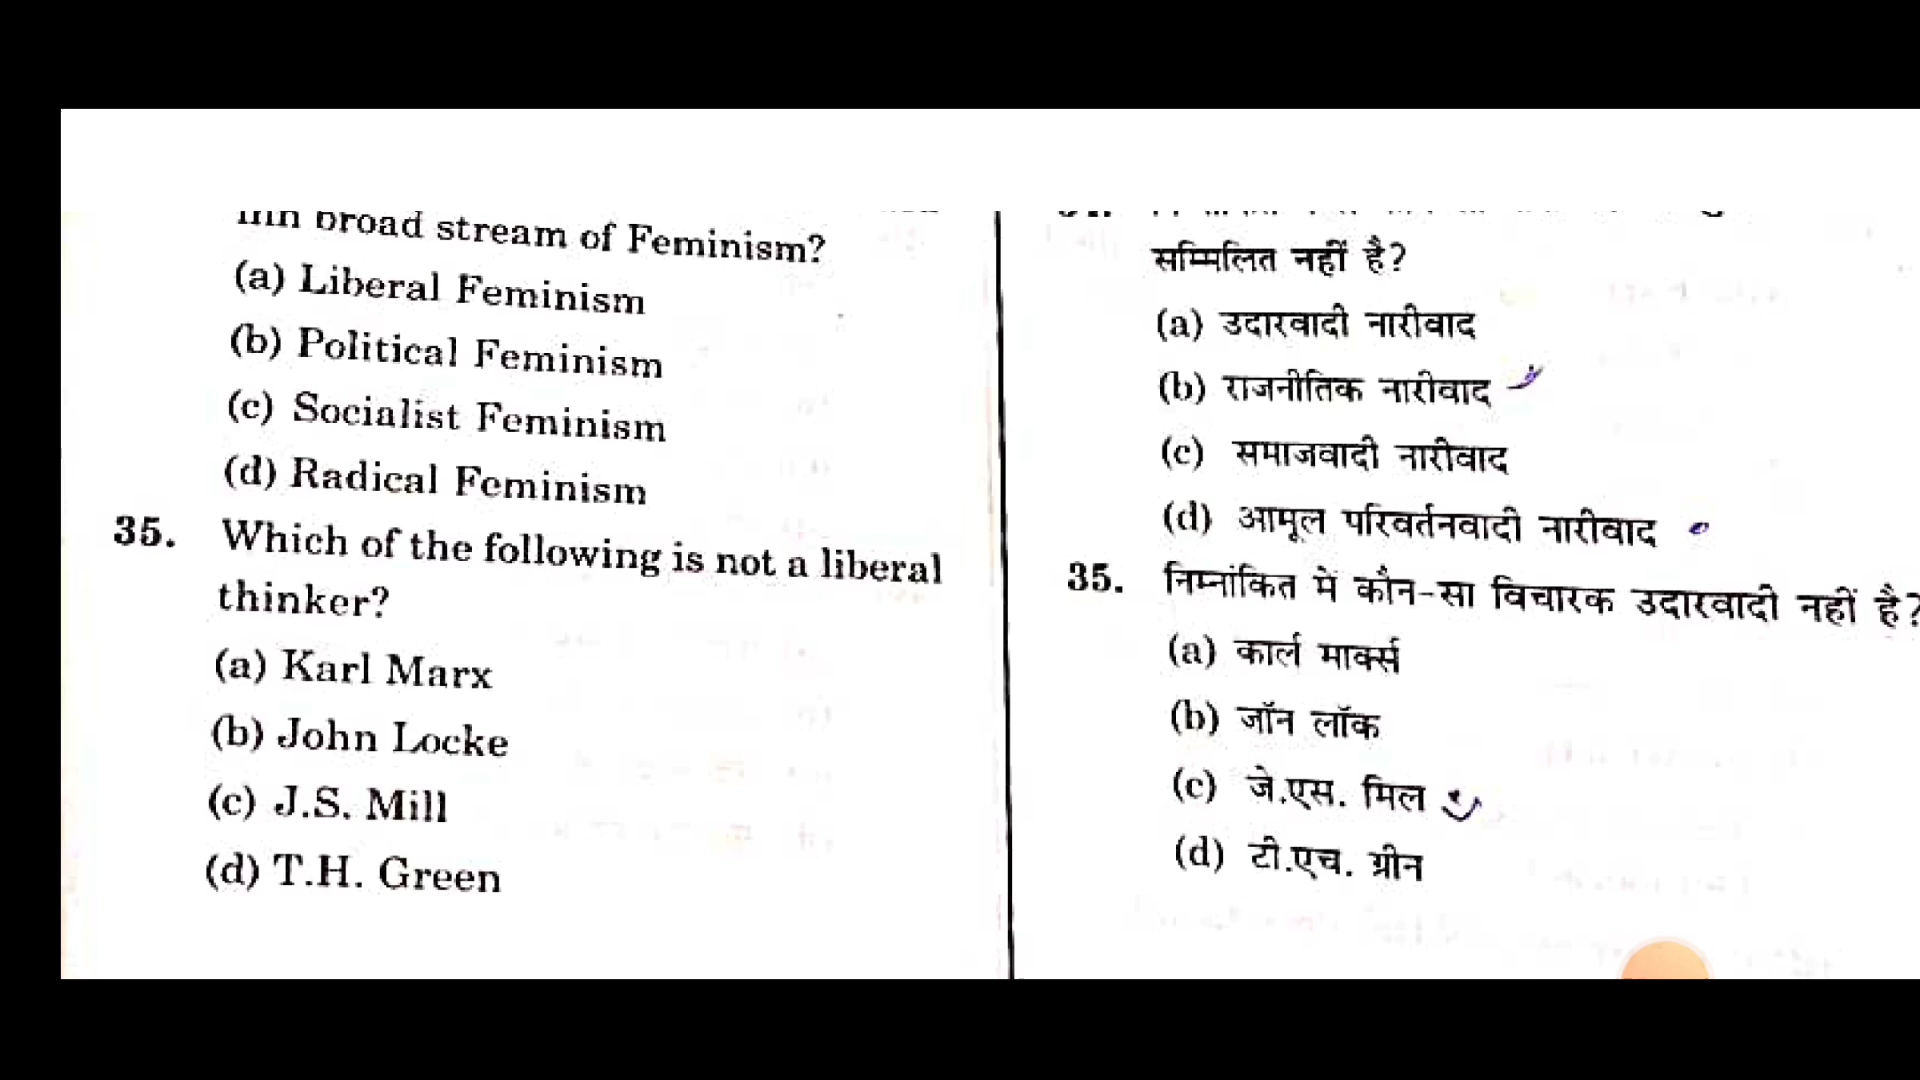 broad stream of Feminism?
(a) Liberal Feminism
(b) Political Feminism
(c) Socialist Feminism
(d) Radical Feminism
35. Which of the following is not a liberal
thinker?
(a) Karl Marx
(b) John Locke
(c) J.S. Mill
(d) T.H. Green
सम्मिलित नहीं है?
(a) उदारवादी नारीवाद
(b) राजनीतिक नारीवाद
(c) समाजवादी नारीवाद
(d) आमूल परिवर्तनवादी नारीवाद
35. निम्नांकित में कौन-सा विचारक उदारवादी नहीं है?
(a) कार्ल मार्क्स
(b) जॉन लॉक
(c) जे.एस. मिल
(d) टी.एच. ग्रीन